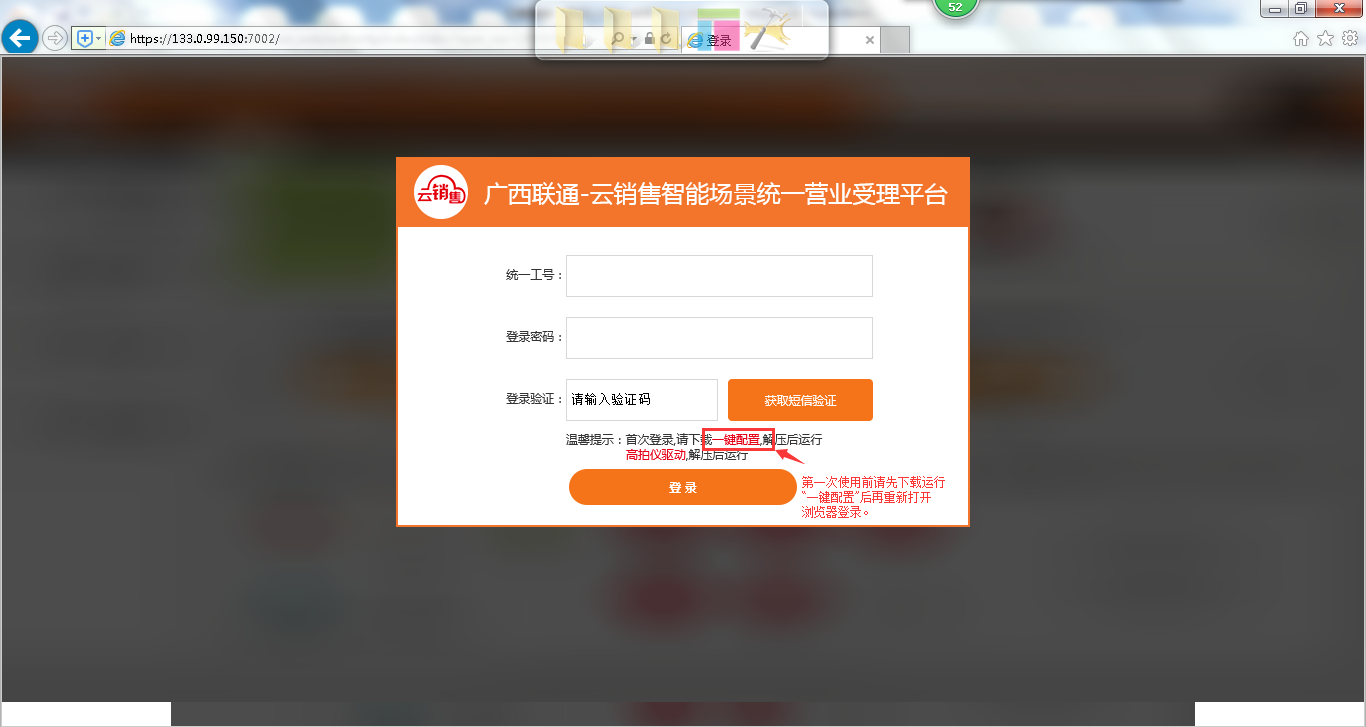 52
https://133.0.99.150:7002/
登录
云销售
广西联通-云销售智能场景统一营业受理平台
统一工号：
登录密码：
登录验证：
请输入验证码
获取短信验证
温馨提示：首次登录,请下载一键配置,解压后运行
高拍仪驱动,解压后运行
登 录
第一次使用前请先下载运行
“一键配置”后再重新打开
浏览器登录。